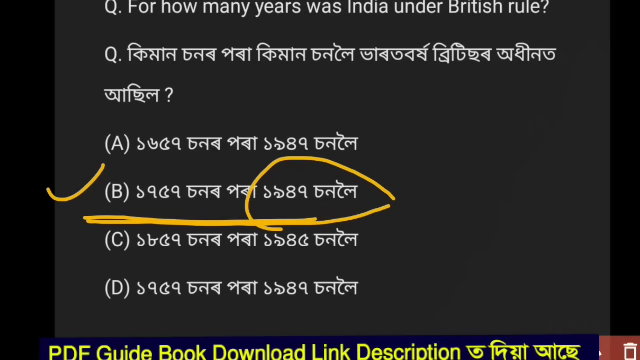 Q. For how many years was India under British rule?
Q. কিমান চনৰ পৰা কিমান চনলৈ ভাৰতবৰ্ষ ব্ৰিটিছৰ অধীনত
আছিল ?
(A) ১৬৫৭ চনৰ পৰা ১৯৪৭ চনলৈ
(B) ১৭৫৭ চনৰ পৰা ১৯৪৭ চনলৈ
(C) ১৮৫৭ চনৰ পৰা ১৯৪৫ চনলৈ
(D) ১৭৫৭ চনৰ পৰা ১৯৪৭ চনলৈ
PDF Guide Book Download Link Description ত দিয়া আছে